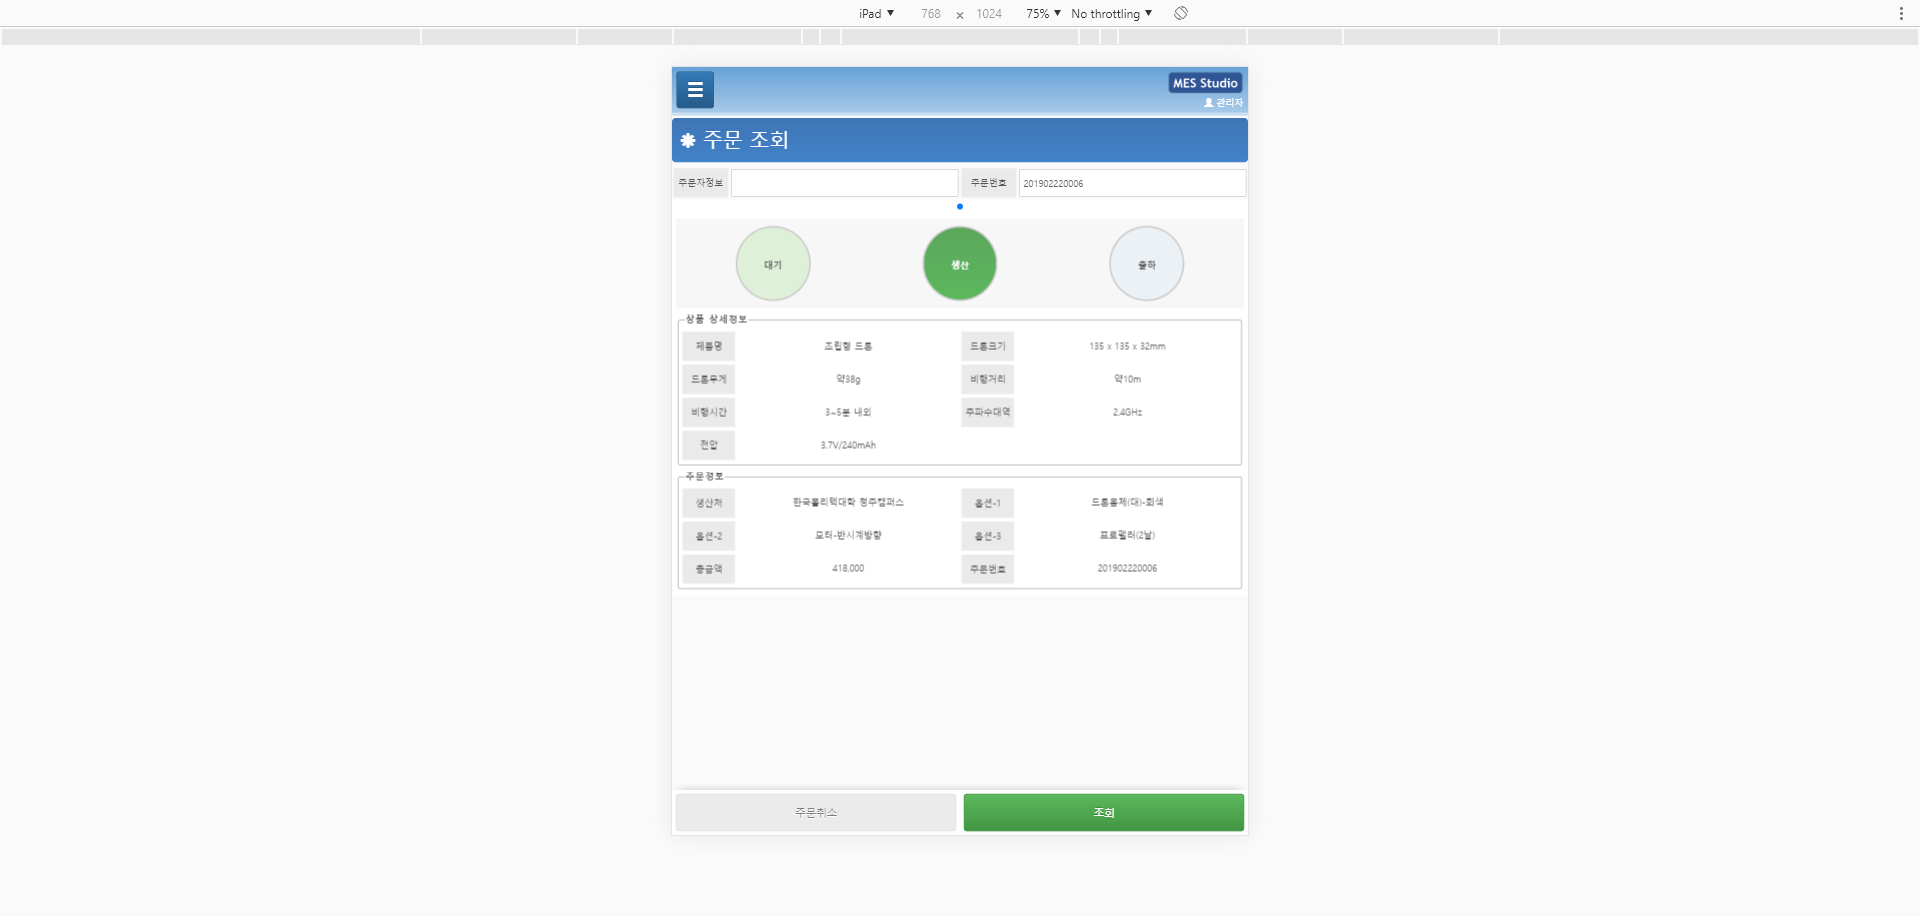 iPad ▼ 768 × 1024 75% ▼ No throttling ▼
MES Studio
관리자
주문 조회
주문자정보 주문번호 201902220006
대기 생산 출하
상품 상세정보
제품명 조립형 드론 드론크기 135 x 135 x 32mm
드론무게 약38g 비행거리 약10m
비행시간 3~5분 내외 주파수대역 2.4GHz
전압 3.7V/240mAh
주문정보
생산처 한국폴리텍대학 청주캠퍼스 옵션-1 드론몸체(대)-회색
옵션-2 모터-반시계방향 옵션-3 프로펠러(2날)
총금액 418,000 주문번호 201902220006
주문취소 조회